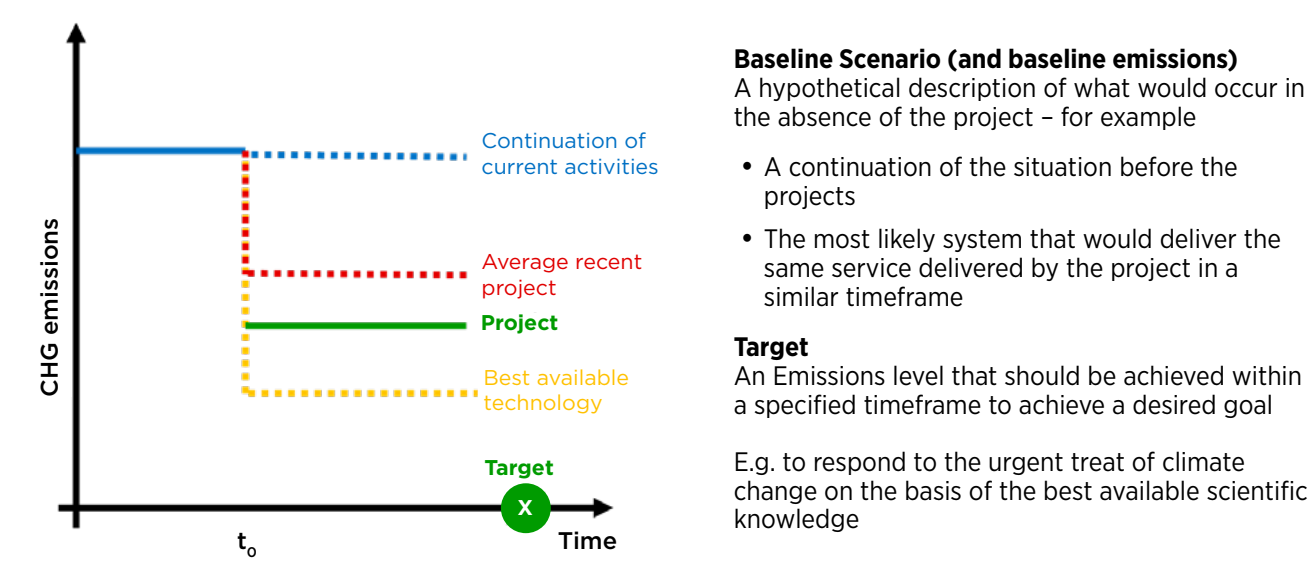 CHG emissions
Continuation of
current activities
Average recent
project
Project
Best available
technology
Target
X
t₀
Time
Baseline Scenario (and baseline emissions)
A hypothetical description of what would occur in
the absence of the project – for example
• A continuation of the situation before the
projects
• The most likely system that would deliver the
same service delivered by the project in a
similar timeframe
Target
An Emissions level that should be achieved within
a specified timeframe to achieve a desired goal
E.g. to respond to the urgent treat of climate
change on the basis of the best available scientific
knowledge